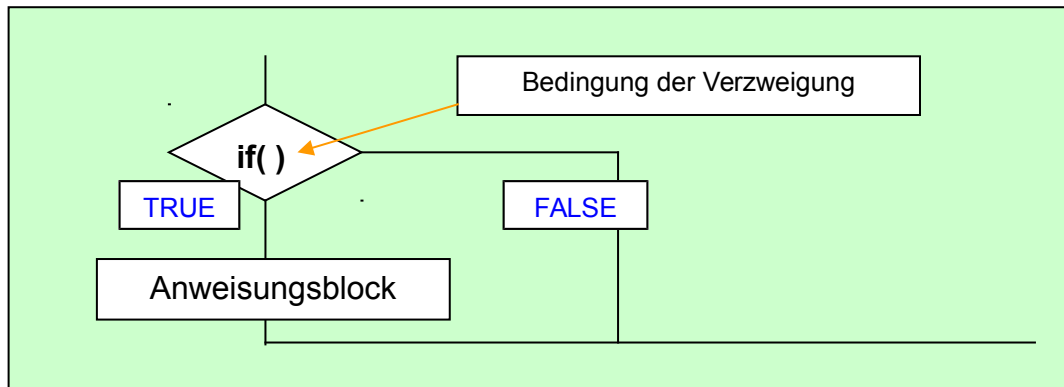 Bedingung der Verzweigung
if( )
TRUE
FALSE
Anweisungsblock